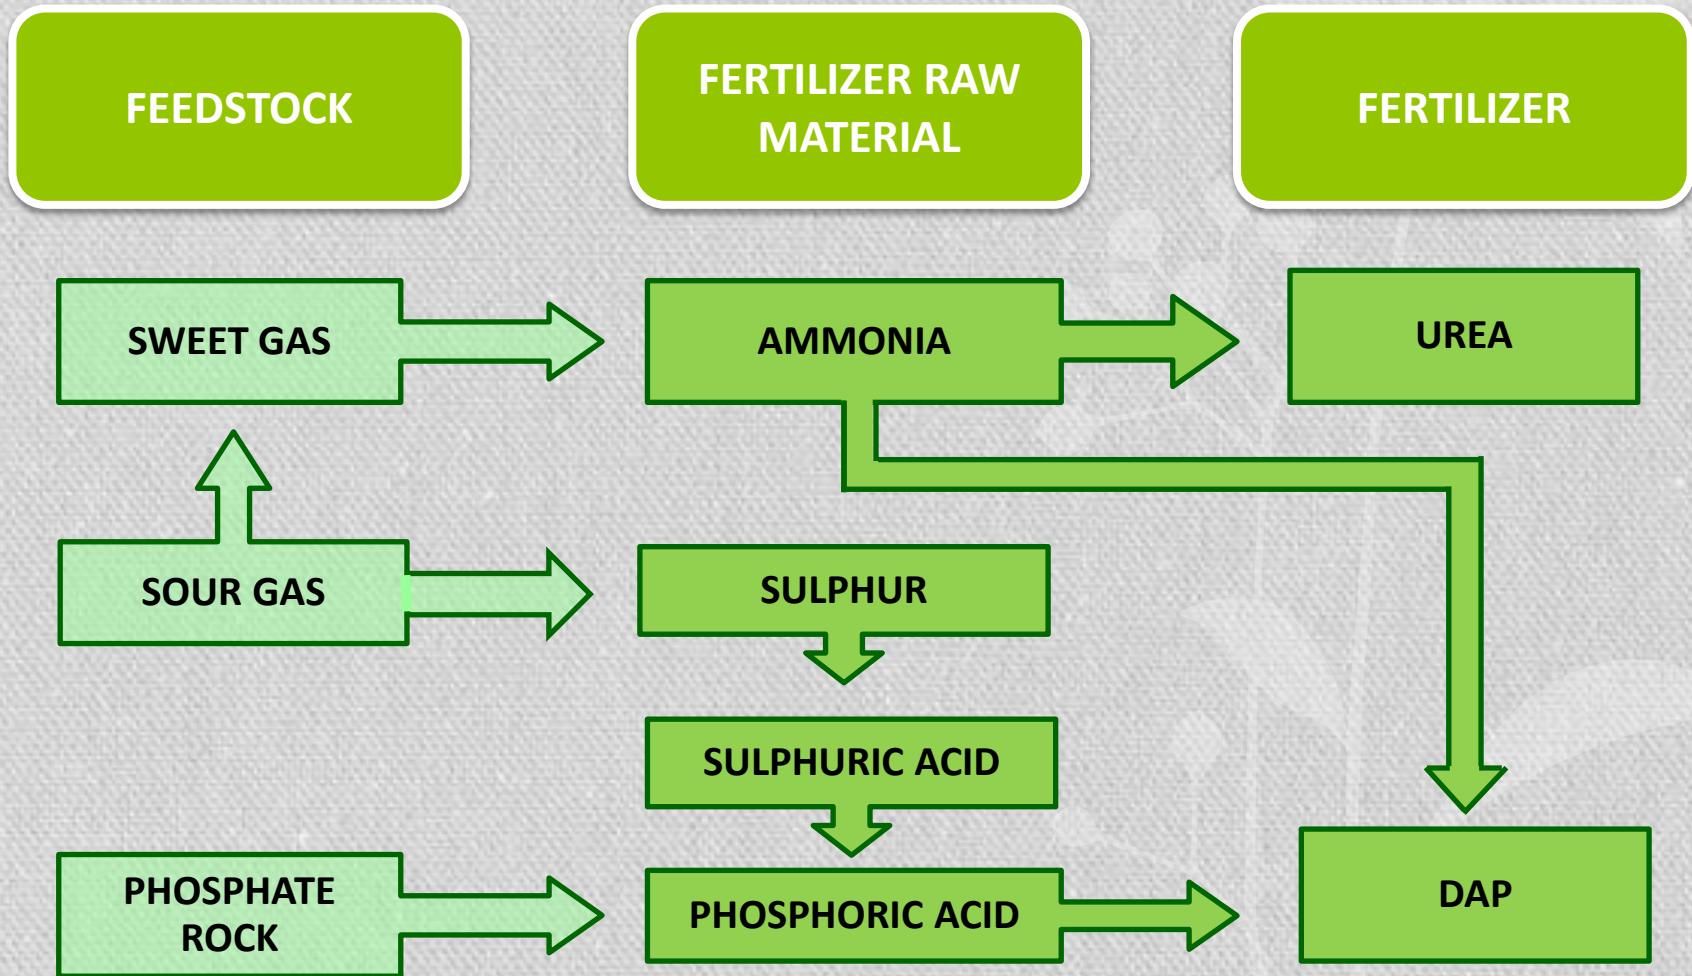 FEEDSTOCK
FERTILIZER RAW
MATERIAL
FERTILIZER
SWEET GAS
AMMONIA
UREA
SOUR GAS
SULPHUR
SULPHURIC ACID
PHOSPHATE
ROCK
PHOSPHORIC ACID
DAP